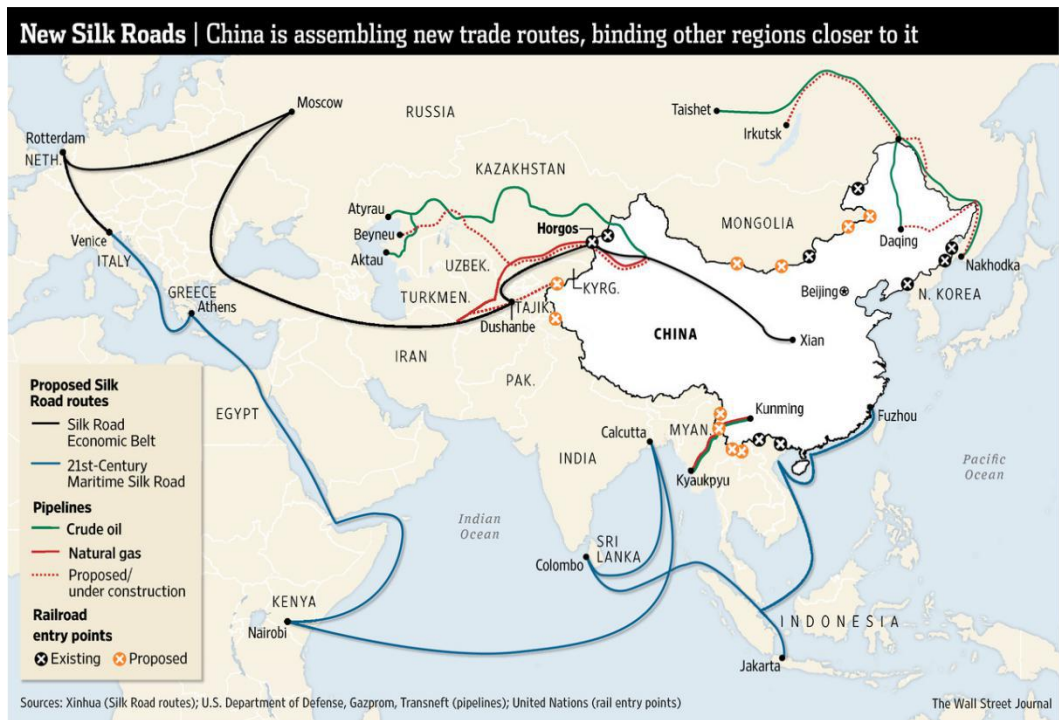 New Silk Roads | China is assembling new trade routes, binding other regions closer to it
Moscow
RUSSIA
Taishet
Irkutsk
Rotterdam
NETH.
KAZAKHSTAN
Atyrau
Beyneu
Aktau
Horgos
MONGOLIA
Daqing
Nakhodka
Venice
ITALY
UZBEK.
KYRG.
TURKMEN.
TAJIK.
Dushanbe
Beijing
N. KOREA
GREECE
Athens
CHINA
Xian
IRAN
PAK.
EGYPT
Calcutta
INDIA
MYAN.
Kunming
Fuzhou
Kyaukpyu
Pacific
Ocean
Indian
Ocean
SRI
LANKA
Colombo
KENYA
Nairobi
INDONESIA
Jakarta
Proposed Silk
Road routes
Silk Road
Economic Belt
21st-Century
Maritime Silk Road
Pipelines
Crude oil
Natural gas
Proposed/
under construction
Railroad
entry points
Existing
Proposed
Sources: Xinhua (Silk Road routes); U.S. Department of Defense, Gazprom, Transneft (pipelines); United Nations (rail entry points)
The Wall Street Journal